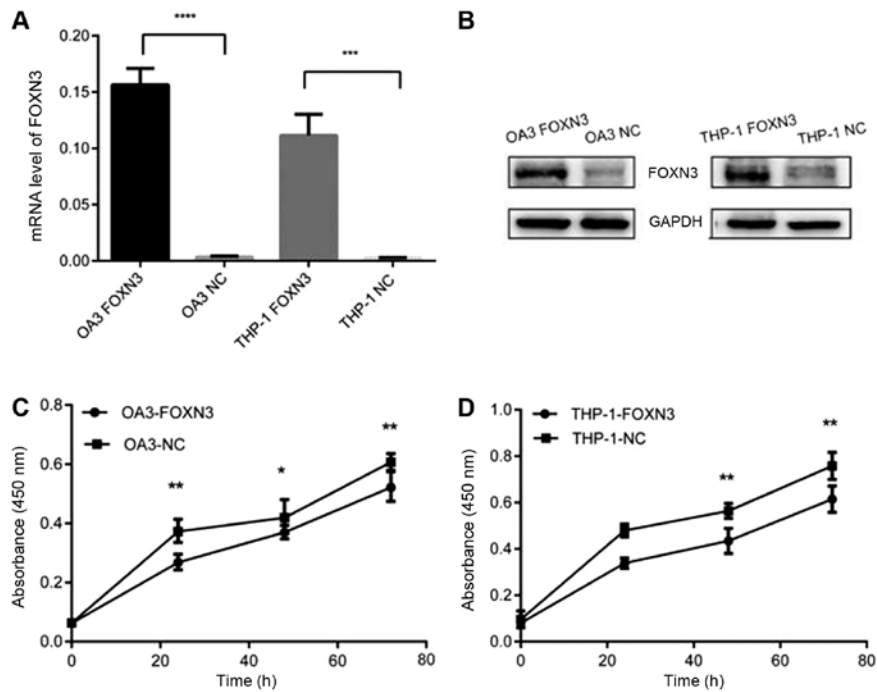 A
mRNA level of FOXN3
0.20
0.15
0.10
0.05
0.00
****
***
OA3 FOXN3
OA3 NC
THP-1 FOXN3
THP-1 NC
B
OA3 FOXN3
OA3 NC
THP-1 FOXN3
THP-1 NC
FOXN3
GAPDH
C
OA3-FOXN3
OA3-NC
Absorbance (450 nm)
0.8
0.6
0.4
0.2
0.0
**
*
**
0
20
40
60
80
Time (h)
D
THP-1-FOXN3
THP-1-NC
Absorbance (450 nm)
1.0
0.8
0.6
0.4
0.2
0.0
**
**
0
20
40
60
80
Time (h)